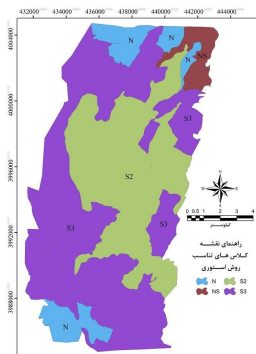 432000 434000 436000 438000 440000 442000 444000
4004000
4000000
3996000
3992000
3988000
N
N
N
NS
S3
S2
S3
S3
N
0 0.5 1 2 3 4
کیلومتر
راهنمای نقشه
کلاس های تناسب
روش استوری
N S2
NS S3